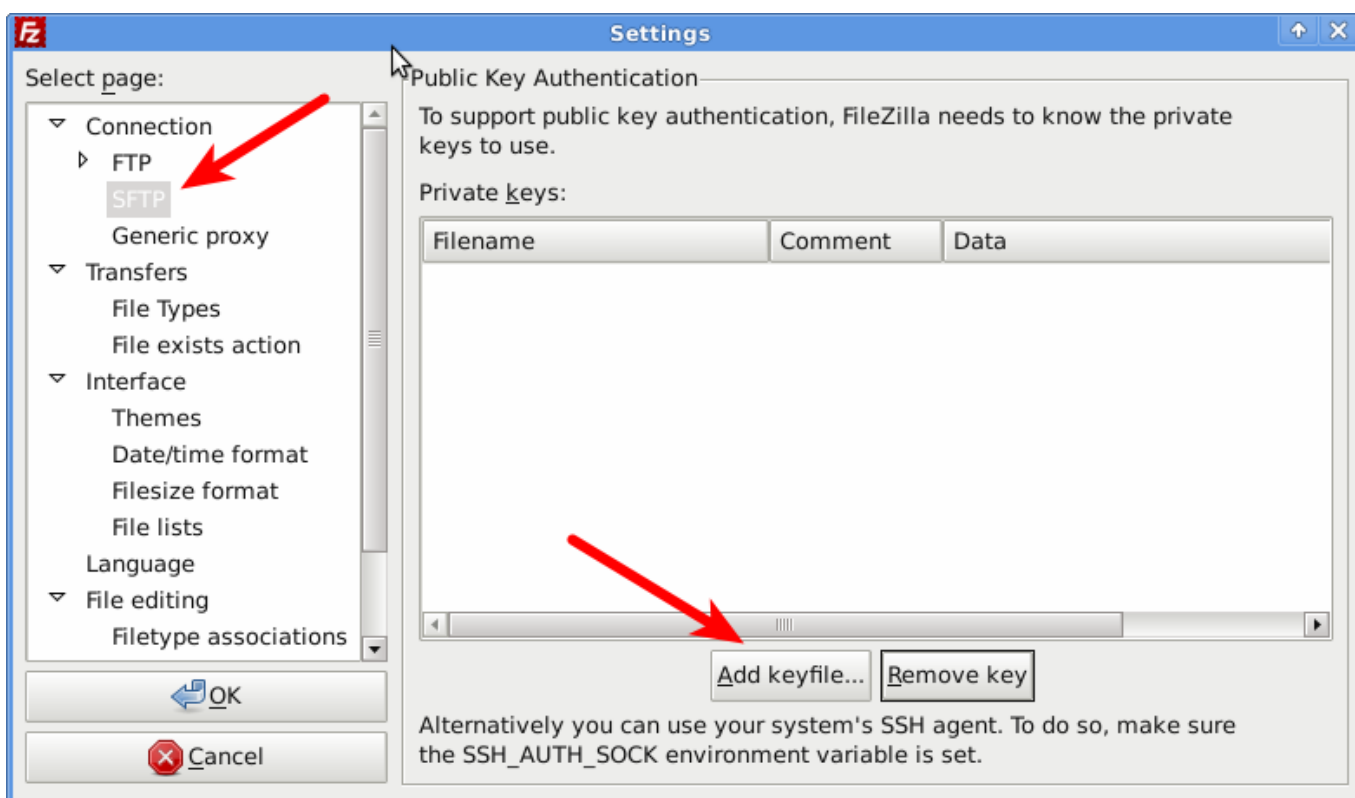 Fz
Settings
Select page:
Connection
FTP
SFTP
Generic proxy
Transfers
File Types
File exists action
Interface
Themes
Date/time format
Filesize format
File lists
Language
File editing
Filetype associations
OK
Cancel
Public Key Authentication
To support public key authentication, FileZilla needs to know the private
keys to use.
Private keys:
Filename Comment Data
Add keyfile... Remove key
Alternatively you can use your system's SSH agent. To do so, make sure
the SSH_AUTH_SOCK environment variable is set.